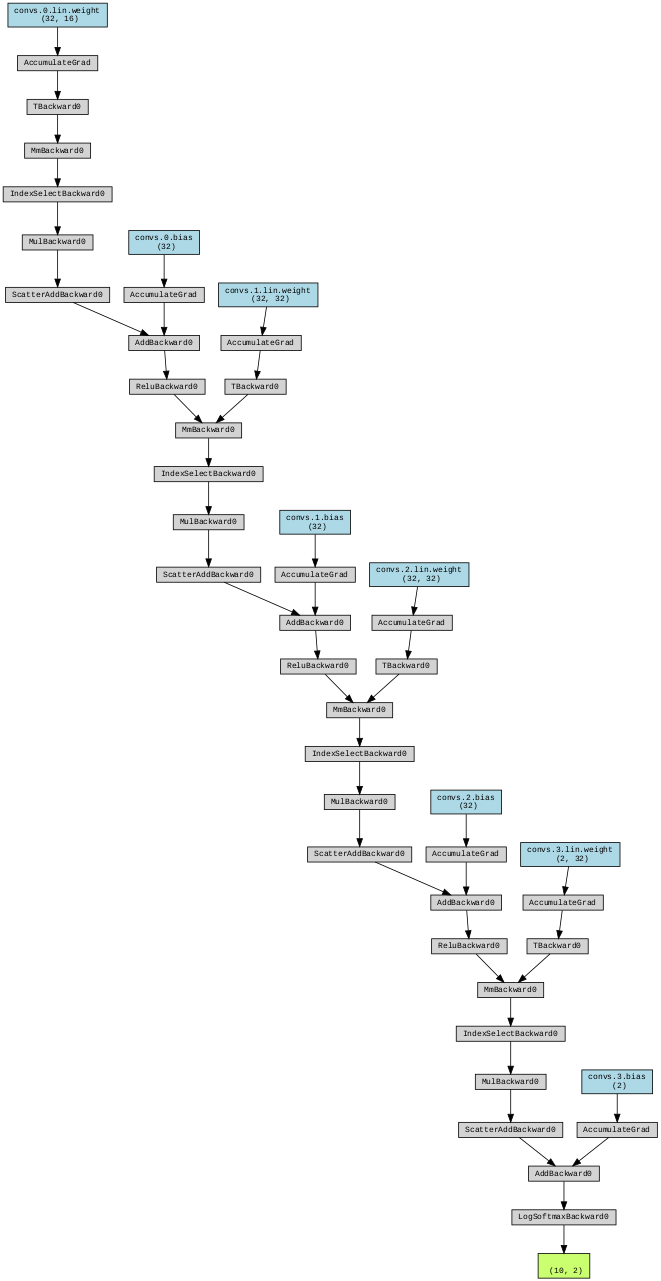 convs.0.lin.weight
(32, 16)
AccumulateGrad
TBackward0
MmBackward0
IndexSelectBackward0
MulBackward0
convs.0.bias
(32)
ScatterAddBackward0
AccumulateGrad
convs.1.lin.weight
(32, 32)
AddBackward0
AccumulateGrad
ReluBackward0
TBackward0
MmBackward0
IndexSelectBackward0
MulBackward0
convs.1.bias
(32)
ScatterAddBackward0
AccumulateGrad
convs.2.lin.weight
(32, 32)
AddBackward0
AccumulateGrad
ReluBackward0
TBackward0
MmBackward0
IndexSelectBackward0
MulBackward0
convs.2.bias
(32)
ScatterAddBackward0
AccumulateGrad
convs.3.lin.weight
(2, 32)
AddBackward0
AccumulateGrad
ReluBackward0
TBackward0
MmBackward0
IndexSelectBackward0
MulBackward0
convs.3.bias
(2)
ScatterAddBackward0
AccumulateGrad
AddBackward0
LogSoftmaxBackward0
(10, 2)